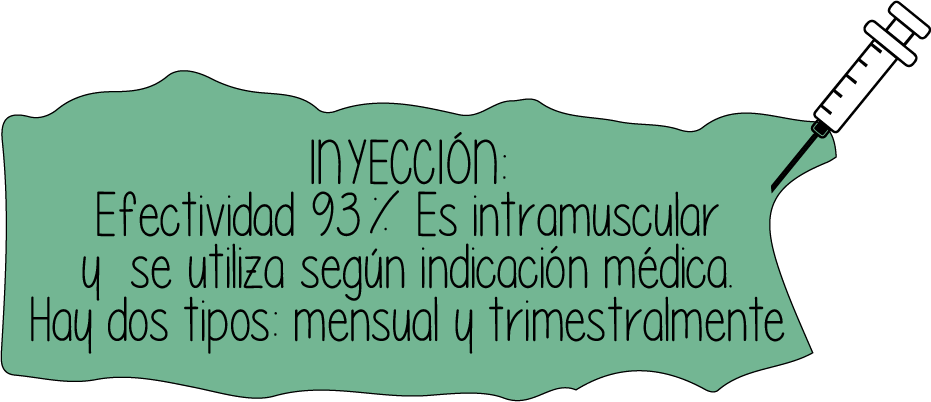 INYECCIÓN:
Efectividad 93% Es intramuscular
y se utiliza según indicación médica.
Hay dos tipos: mensual y trimestralmente